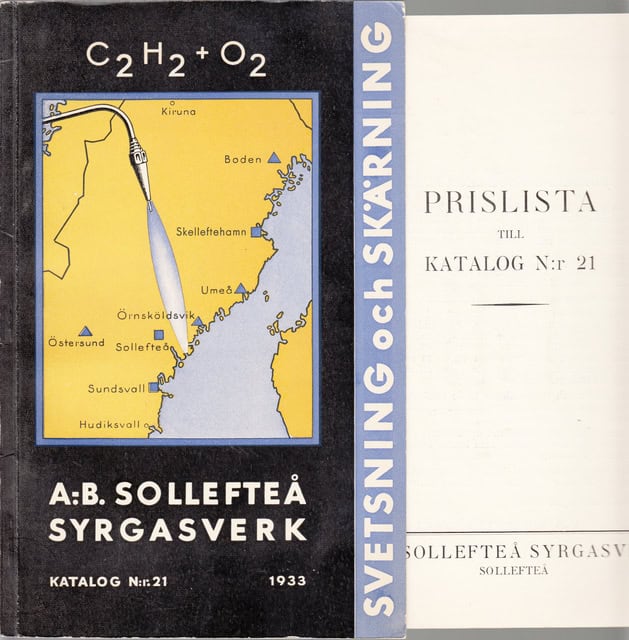 C2H2 + O2
Kiruna
Boden
Skelleftehamn
Umeå
Örnsköldsvik
Östersund
Sollefteå
Sundsvall
Hudiksvall
A:B. SOLLEFTEÅ
SYRGASVERK
KATALOG N:r. 21 1933
SVETSNING och SKÄRNING
PRISLISTA
TILL
KATALOG N:r 21
SOLLEFTEÅ SYRGASV
SOLLEFTEÅ